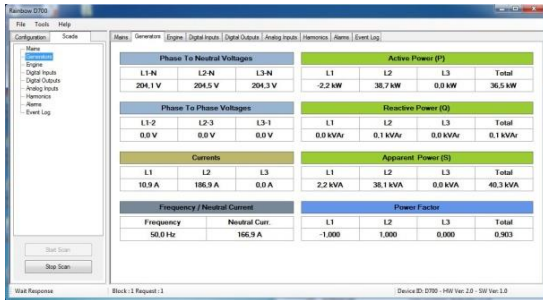 Rainbow D700
File Tools Help
Configuration Scada
Mains Generators Engine Digital Inputs Digital Outputs Analog Inputs Harmonics Alarms Event Log
Mains
Generators
Engine
Digital Inputs
Digital Outputs
Analog Inputs
Harmonics
Alarms
Event Log
Phase To Neutral Voltages
L1-N L2-N L3-N
204,1 V 204,5 V 204,3 V
Active Power (P)
L1 L2 L3 Total
-2,2 kW 38,7 kW 0,0 kW 36,5 kW
Phase To Phase Voltages
L1-2 L2-3 L3-1
0,0 V 0,0 V 0,0 V
Reactive Power (Q)
L1 L2 L3 Total
0,0 kVAr 0,1 kVAr 0,0 kVAr 0,1 kVAr
Currents
L1 L2 L3
10,9 A 186,9 A 0,0 A
Apparent Power (S)
L1 L2 L3 Total
2,2 kVA 38,1 kVA 0,0 kVA 40,3 kVA
Frequency / Neutral Current
Frequency Neutral Curr.
50,0 Hz 166,9 A
Power Factor
L1 L2 L3 Total
-1,000 1,000 0,000 0,903
Start Scan
Stop Scan
Wait Response
Block : 1 Request : 1
Device ID: D700 - HW Ver: 2.0 - SW Ver: 1.0